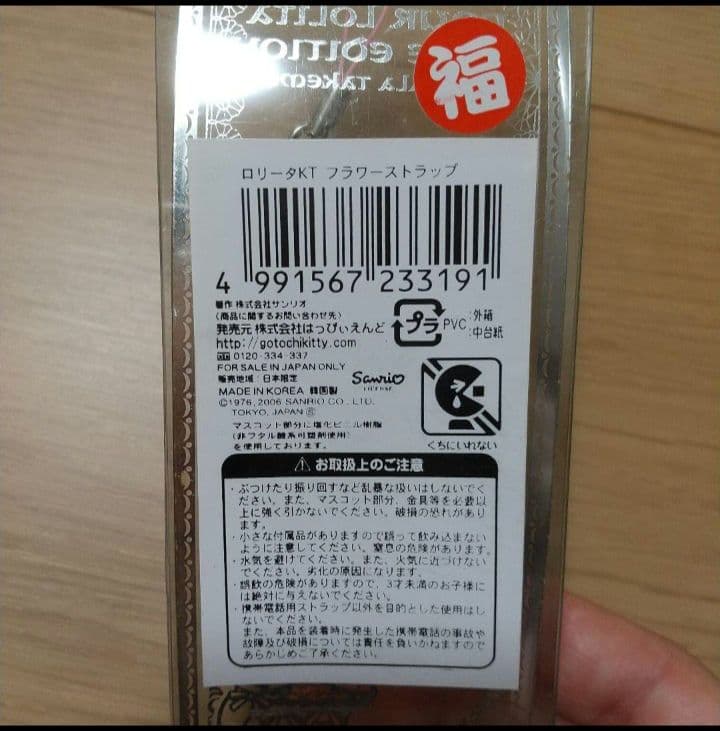 福
ロリータKT フラワーストラップ
4 991567 233191
著作 株式会社サンリオ
(商品に関するお問い合わせ先)
発売元 株式会社はっぴぃえんど
http://gotochikitty.com
0120-334-337
FOR SALE IN JAPAN ONLY
販売地域:日本限定
MADE IN KOREA 韓国製
©1976, 2006 SANRIO CO., LTD.
TOKYO, JAPAN
マスコット部分に塩化ビニル樹脂
(非フタル酸系可塑剤使用)
を使用しております。
プラ
PVC
:外箱
:中台紙
Sanrio
LICENSE
くちにいれない
お取扱上のご注意
・ぶつけたり振り回すなど乱暴な扱いはしないでく
ださい。また、マスコット部分、金具等を必要以
上に強く引かないでください。破損の恐れがあり
ます。
・小さな付属品がありますので誤って飲み込まない
ように注意してください。窒息の危険があります。
・水気を避けてください。また、火気に近づけない
でください。劣化の原因になります。
・誤飲の危険がありますので、3才未満のお子様に
は絶対に与えないでください。
・携帯電話用ストラップ以外を目的とした使用はし
ないでください。
また、本品を装着時に発生した携帯電話の事故や
故障及び破損については責任を負いかねますので
あらかじめご了承ください。